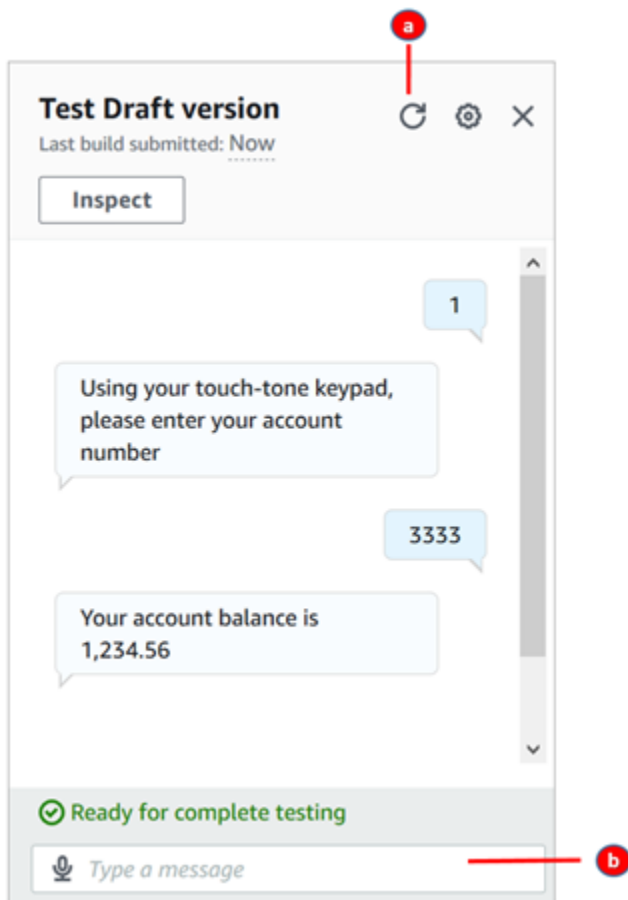 a
Test Draft version
Last build submitted: Now
Inspect
1
Using your touch-tone keypad,
please enter your account
number
3333
Your account balance is
1,234.56
Ready for complete testing
Type a message
b